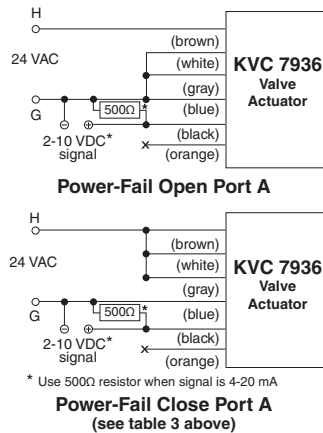 H
24 VAC
(brown)
(white)
(gray)
(blue)
(black)
(orange)
KVC 7936
Valve
Actuator
G
500Ω *
2-10 VDC*
signal
Power-Fail Open Port A
H
24 VAC
(brown)
(white)
(gray)
(blue)
(black)
(orange)
KVC 7936
Valve
Actuator
G
500Ω *
2-10 VDC*
signal
* Use 500Ω resistor when signal is 4-20 mA
Power-Fail Close Port A
(see table 3 above)